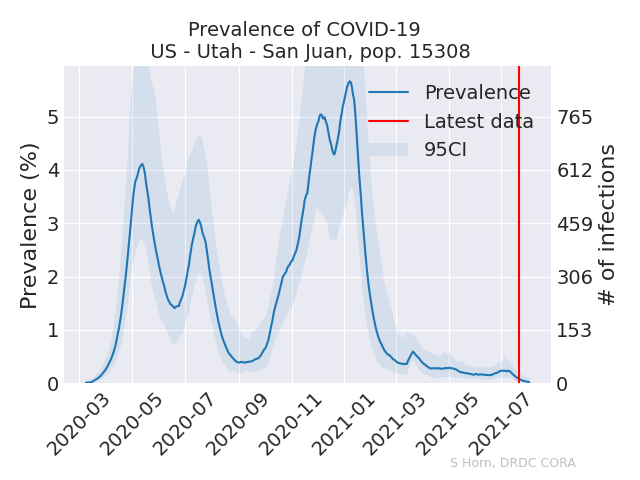 Prevalence of COVID-19
US - Utah - San Juan, pop. 15308
Prevalence
Latest data
95CI
Prevalence (%)
5
4
3
2
1
0
765
612
459
306
153
0
# of infections
2020-03
2020-05
2020-07
2020-09
2020-11
2021-01
2021-03
2021-05
2021-07
S Horn, DRDC CORA